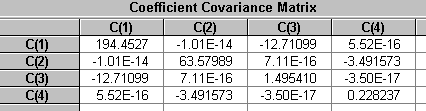 Coefficient Covariance Matrix
C(1) C(2) C(3) C(4)
C(1) 194.4527 -1.01E-14 -12.71099 5.52E-16
C(2) -1.01E-14 63.57989 7.11E-16 -3.491573
C(3) -12.71099 7.11E-16 1.495410 -3.50E-17
C(4) 5.52E-16 -3.491573 -3.50E-17 0.228237